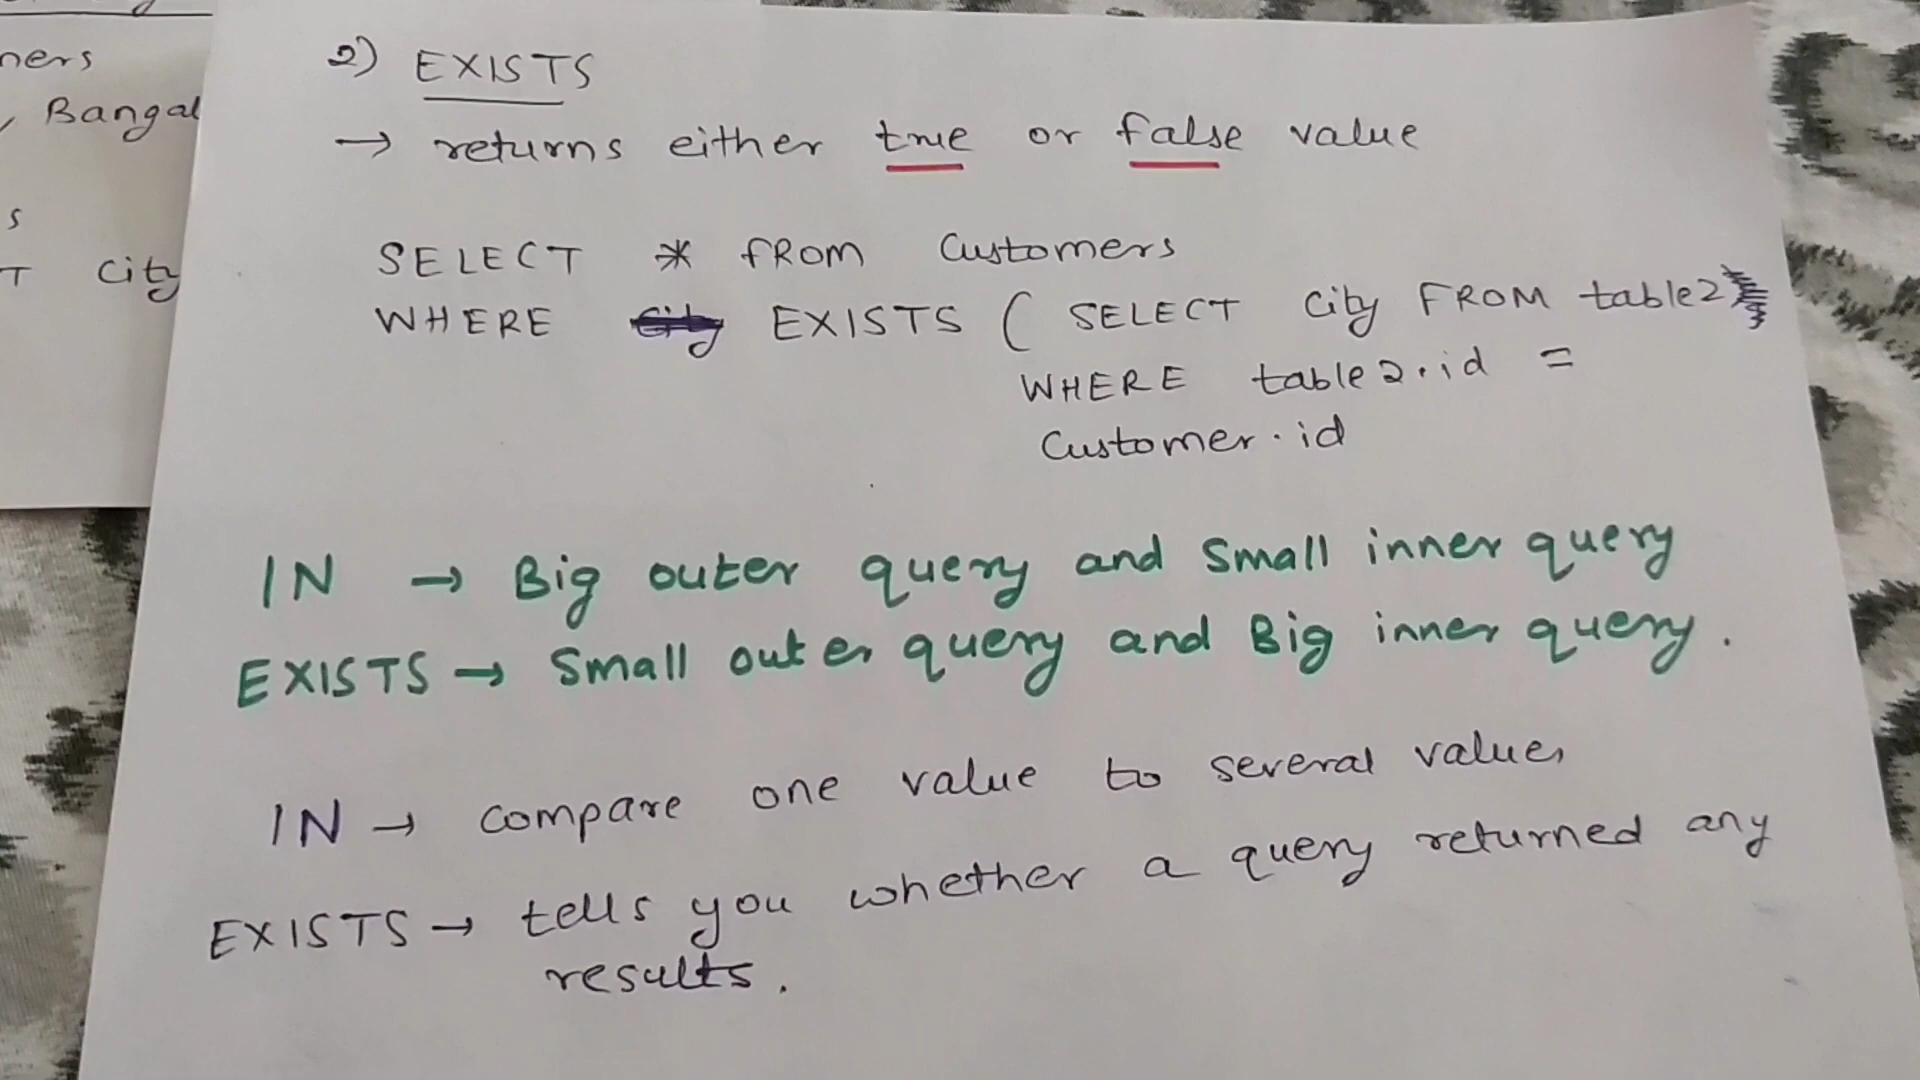 ners
, Bangal
s
T City
2) EXISTS
→ returns either true or false value
SELECT * fROM Customers
WHERE City EXISTS ( SELECT City FROM table2
WHERE table2.id =
Customer.id
IN → Big outer query and small inner query
EXISTS → Small outer query and Big inner query.
IN → compare one value to several values
EXISTS → tells you whether a query returned any
results.